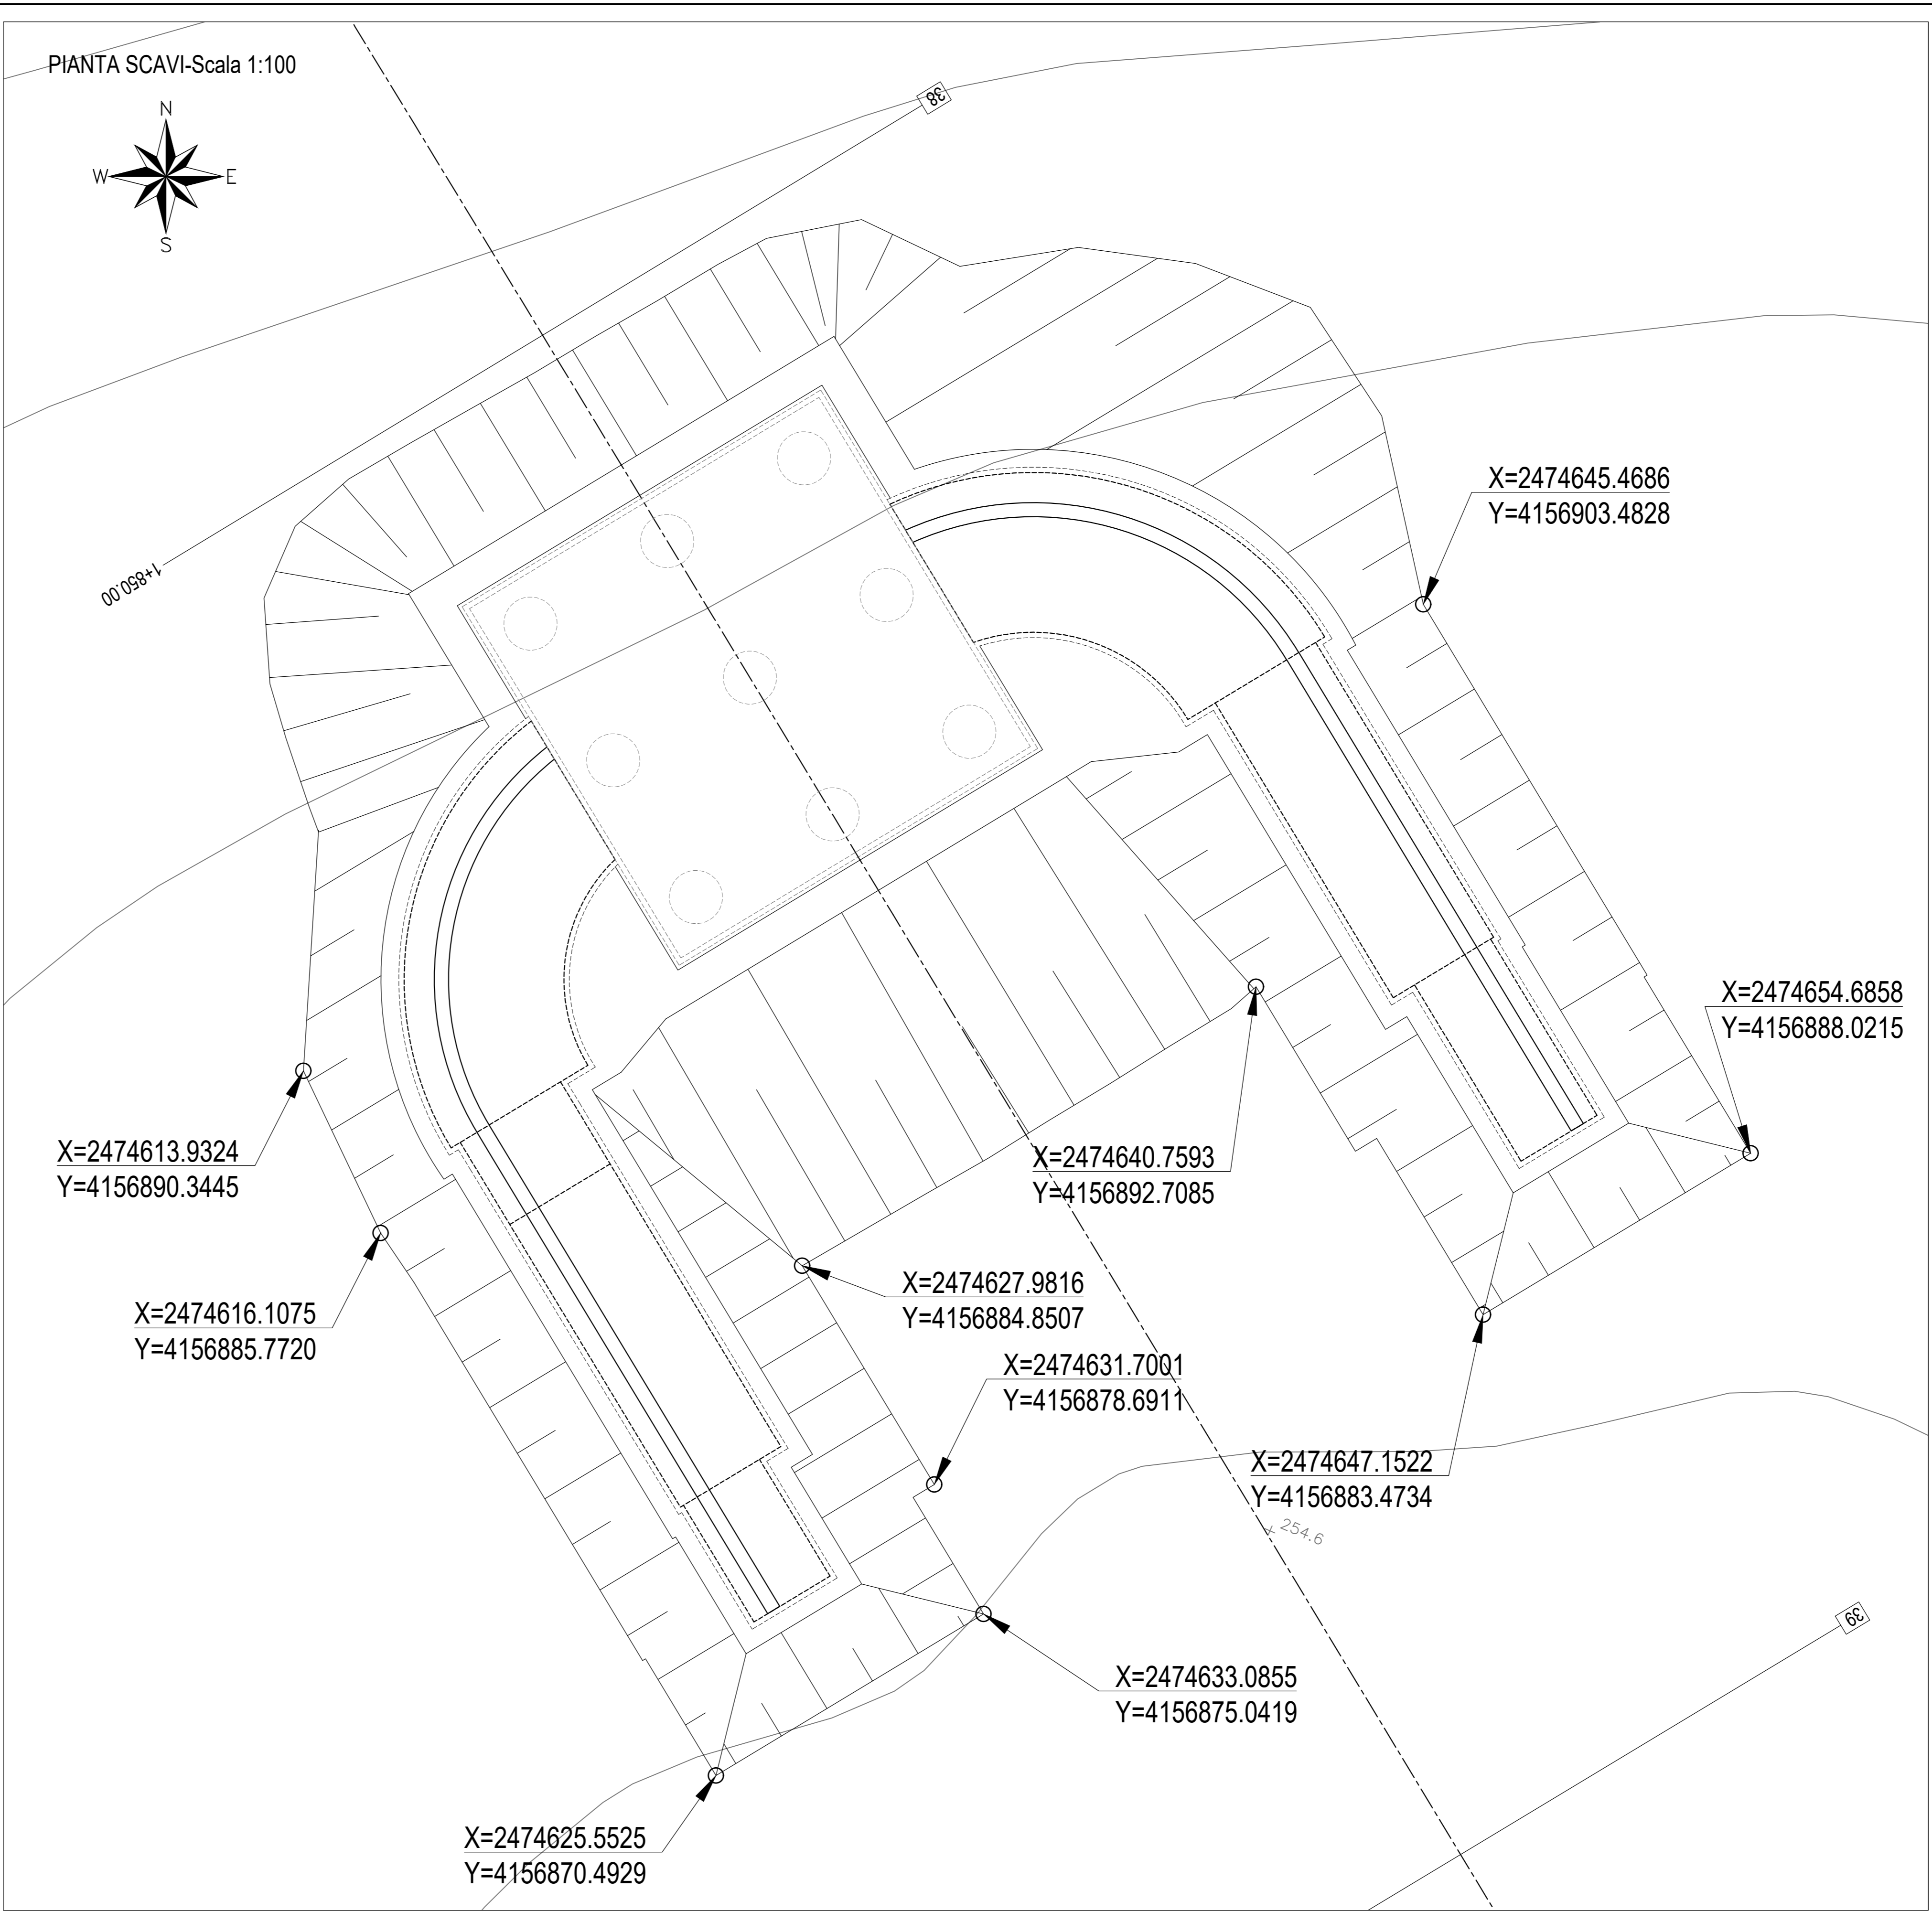 PIANTA SCAVI-Scala 1:100
N
W
E
S
38
1+850.00
X=2474645.4686
Y=4156903.4828
X=2474654.6858
Y=4156888.0215
X=2474613.9324
Y=4156890.3445
X=2474640.7593
Y=4156892.7085
X=2474616.1075
Y=4156885.7720
X=2474627.9816
Y=4156884.8507
X=2474631.7001
Y=4156878.6911
X=2474647.1522
Y=4156883.4734
254.6
39
X=2474633.0855
Y=4156875.0419
X=2474625.5525
Y=4156870.4929